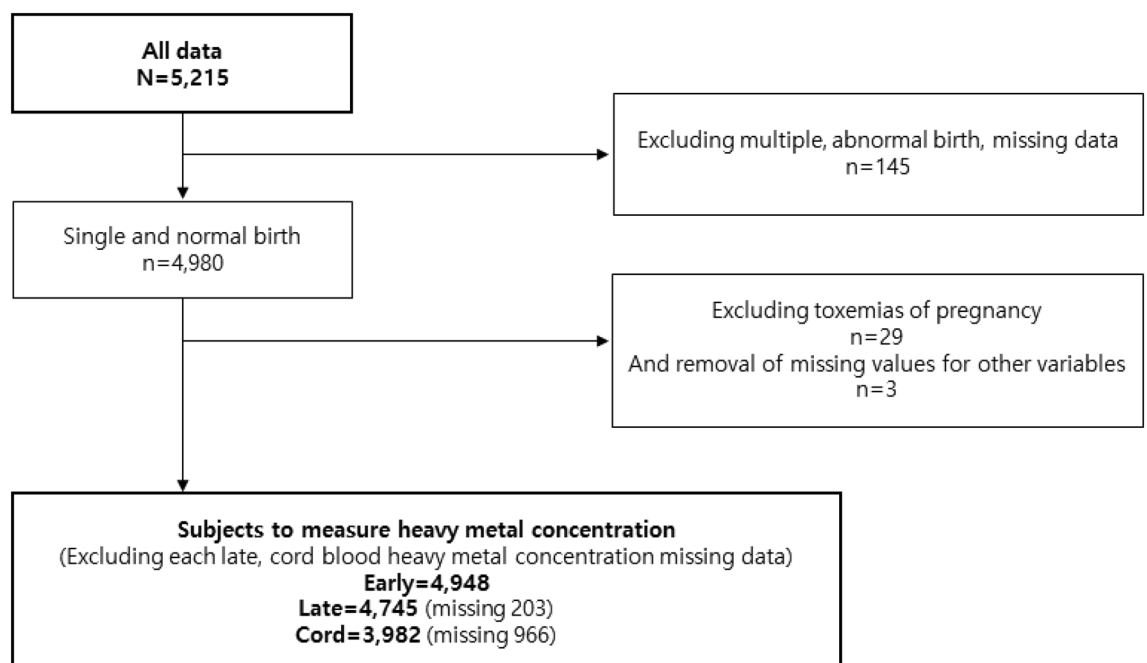 All data
N=5,215
Excluding multiple, abnormal birth, missing data
n=145
Single and normal birth
n=4,980
Excluding toxemias of pregnancy
n=29
And removal of missing values for other variables
n=3
Subjects to measure heavy metal concentration
(Excluding each late, cord blood heavy metal concentration missing data)
Early=4,948
Late=4,745 (missing 203)
Cord=3,982 (missing 966)